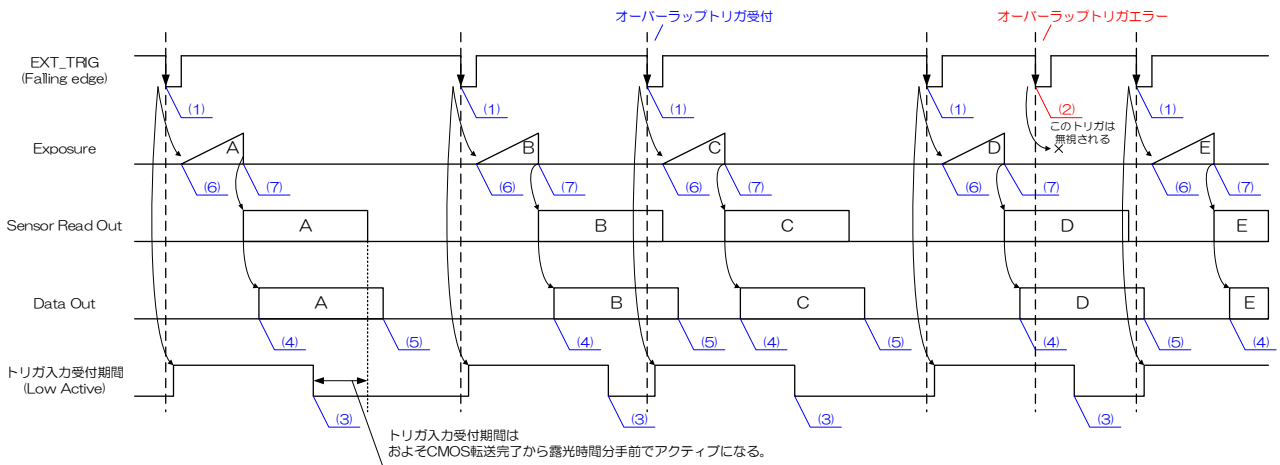 オーバーラップトリガ受付
オーバーラップトリガエラー
EXT_TRIG
(Falling edge)
(1)
(1)
(1)
(1)
(2)
(1)
このトリガは
無視される
Exposure
A
B
C
D
E
(6)
(7)
(6)
(7)
(6)
(7)
(6)
(7)
(6)
(7)
Sensor Read Out
A
B
C
D
E
Data Out
A
B
C
D
E
(4)
(5)
(4)
(5)
(4)
(5)
(4)
(5)
(4)
トリガ入力受付期間
(Low Active)
(3)
(3)
(3)
(3)
トリガ入力受付期間は
およそCMOS転送完了から露光時間分手前でアクティブになる。